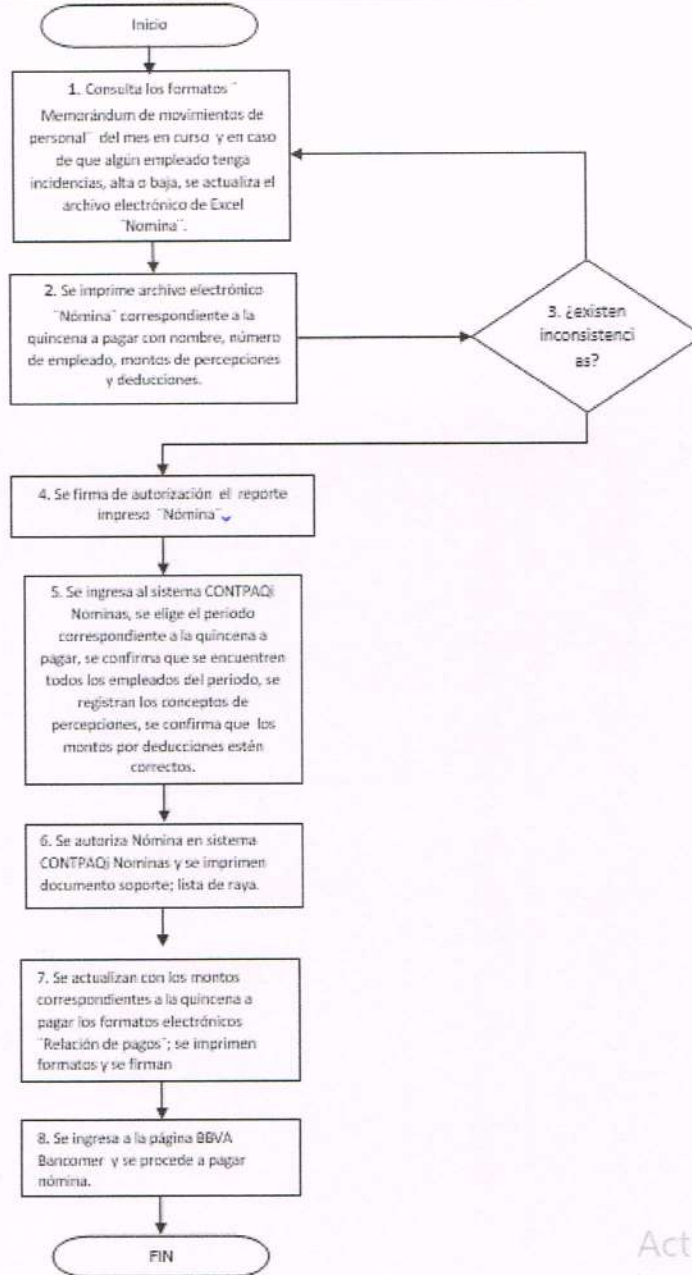 Inicio
1. Consulta los formatos ¨
Memorándum de movimientos de
personal¨ del mes en curso y en caso
de que algún empleado tenga
incidencias, alta o baja, se actualiza el
archivo electrónico de Excel
¨Nomina¨.
2. Se imprime archivo electrónico
¨Nómina¨ correspondiente a la
quincena a pagar con nombre, número
de empleado, montos de percepciones
y deducciones.
3. ¿existen
inconsistenci
as?
4. Se firma de autorización el reporte
impreso ¨Nómina¨
5. Se ingresa al sistema CONTPAQi
Nominas, se elige el periodo
correspondiente a la quincena a
pagar, se confirma que se encuentren
todos los empleados del periodo, se
registran los conceptos de
percepciones, se confirma que los
montos por deducciones estén
correctos.
6. Se autoriza Nómina en sistema
CONTPAQi Nominas y se imprimen
documento soporte; lista de raya.
7. Se actualizan con los montos
correspondientes a la quincena a
pagar los formatos electrónicos
¨Relación de pagos¨; se imprimen
formatos y se firman
8. Se ingresa a la página BBVA
Bancomer y se procede a pagar
nómina.
FIN
Act